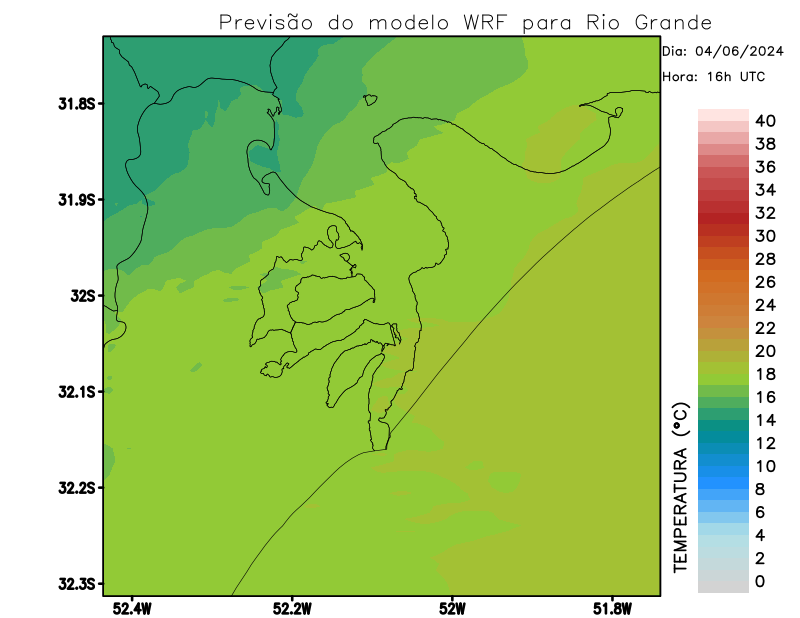 Previsão do modelo WRF para Rio Grande
Dia: 04/06/2024
Hora: 16h UTC
31.8S
31.9S
32S
32.1S
32.2S
32.3S
52.4W
52.2W
52W
51.8W
TEMPERATURA (°C)
40
38
36
34
32
30
28
26
24
22
20
18
16
14
12
10
8
6
4
2
0